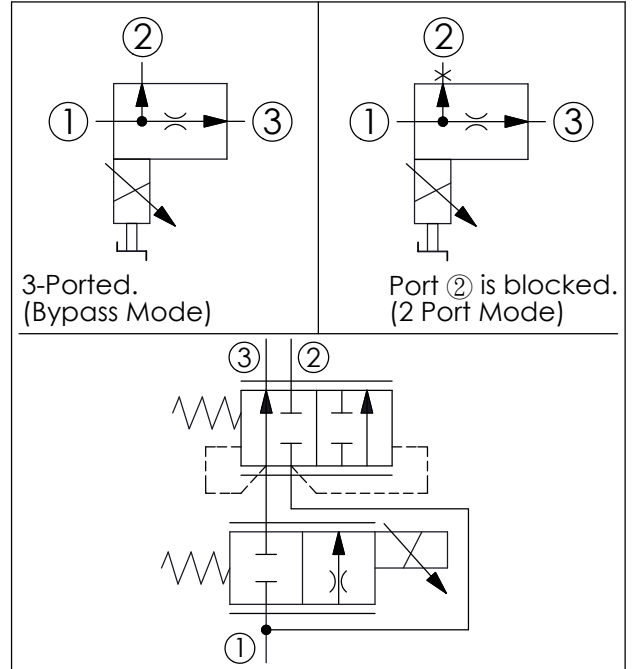 ②
②
① ③
① ③
3-Ported.
(Bypass Mode)
Port ② is blocked.
(2 Port Mode)
③ ②
①